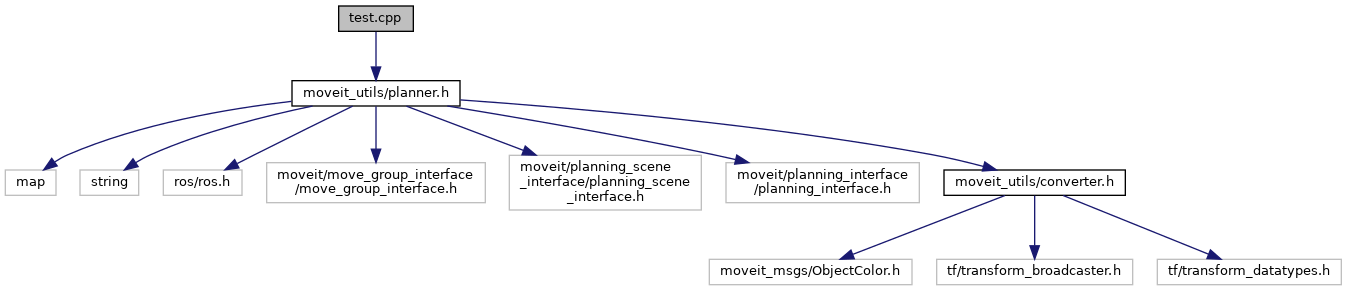 test.cpp
moveit_utils/planner.h
map
string
ros/ros.h
moveit/move_group_interface
/move_group_interface.h
moveit/planning_scene
_interface/planning_scene
_interface.h
moveit/planning_interface
/planning_interface.h
moveit_utils/converter.h
moveit_msgs/ObjectColor.h
tf/transform_broadcaster.h
tf/transform_datatypes.h